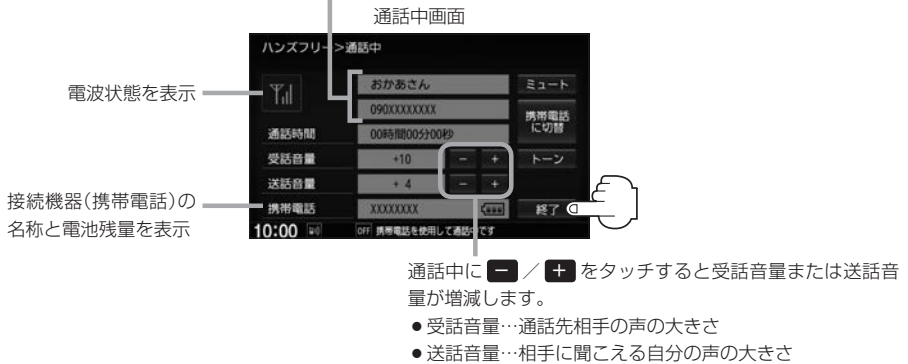 通話中画面
ハンズフリー>通話中
電波状態を表示
おかあさん
ミュート
090XXXXXXXX
携帯電話
に切替
通話時間
00時間00分00秒
受話音量
+10
－
+
トーン
送話音量
+ 4
－
+
接続機器(携帯電話)の
名称と電池残量を表示
携帯電話
XXXXXXXX
終了
10:00
OFF 携帯電話を使用して通話中です
通話中に － ／ + をタッチすると受話音量または送話音
量が増減します。
●受話音量…通話先相手の声の大きさ
●送話音量…相手に聞こえる自分の声の大きさ